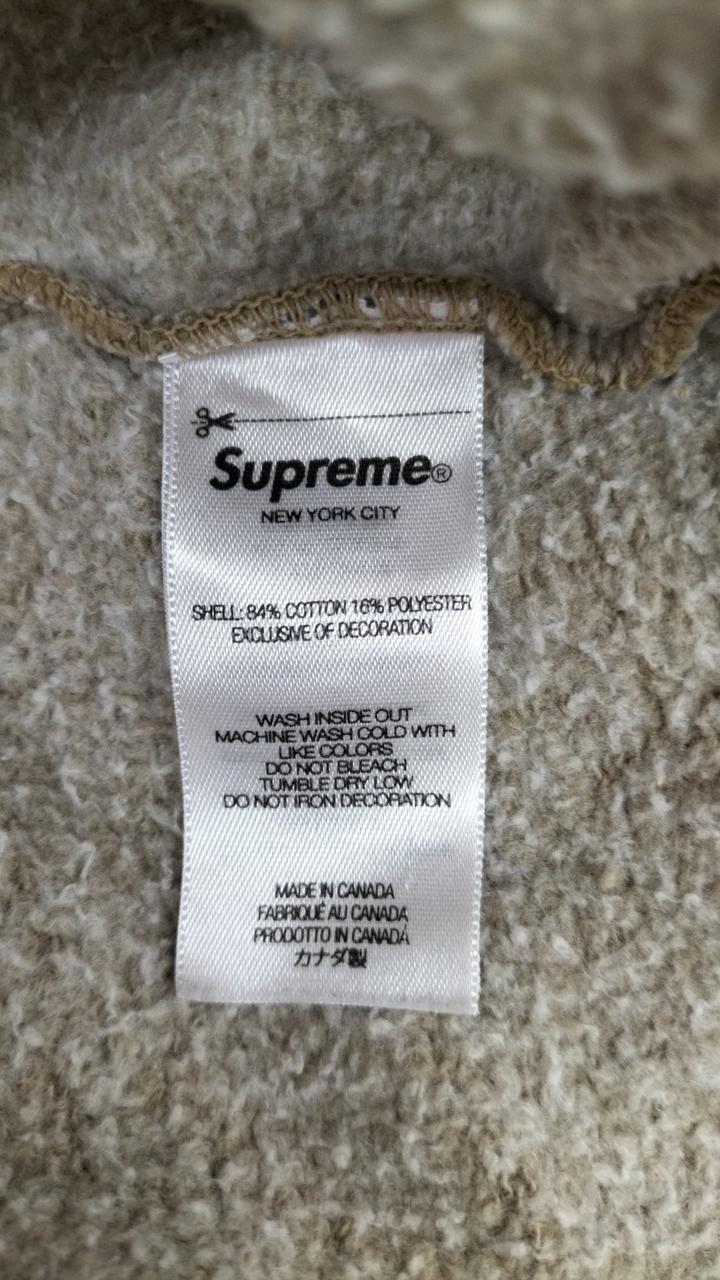 Supreme®
NEW YORK CITY
SHELL: 84% COTTON 16% POLYESTER
EXCLUSIVE OF DECORATION
WASH INSIDE OUT
MACHINE WASH COLD WITH
LIKE COLORS
DO NOT BLEACH
TUMBLE DRY LOW
DO NOT IRON DECORATION
MADE IN CANADA
FABRIQUÉ AU CANADA
PRODOTTO IN CANADÀ
カナダ製